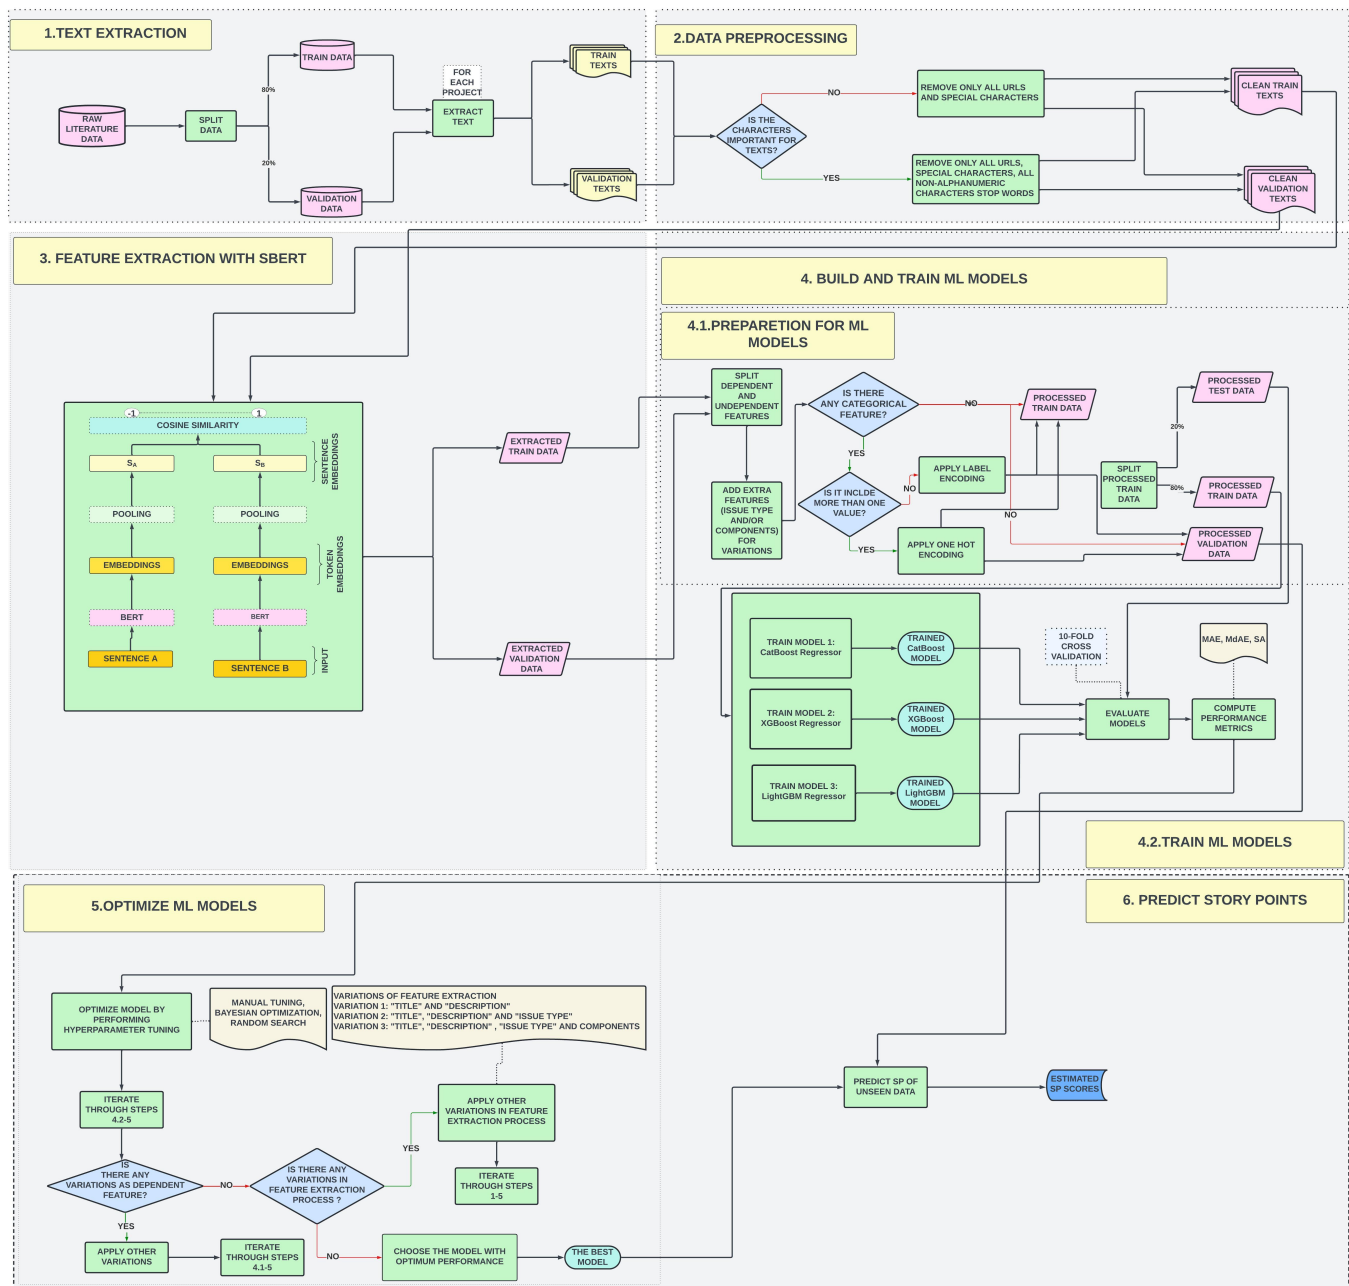 1.TEXT EXTRACTION
RAW
LITERATURE
DATA
SPLIT
DATA
80%
20%
TRAIN DATA
VALIDATION
DATA
FOR
EACH
PROJECT
EXTRACT
TEXT
TRAIN
TEXTS
VALIDATION
TEXTS
2.DATA PREPROCESSING
IS THE
CHARACTERS
IMPORTANT FOR
TEXTS?
NO
YES
REMOVE ONLY ALL URLS
AND SPECIAL CHARACTERS
REMOVE ONLY ALL URLS,
SPECIAL CHARACTERS, ALL
NON-ALPHANUMERIC
CHARACTERS STOP WORDS
CLEAN TRAIN
TEXTS
CLEAN
VALIDATION
TEXTS
3. FEATURE EXTRACTION WITH SBERT
-1
1
COSINE SIMILARITY
SA
SB
SENTENCE
EMBEDDINGS
POOLING
POOLING
EMBEDDINGS
EMBEDDINGS
TOKEN
EMBEDDINGS
BERT
BERT
SENTENCE A
SENTENCE B
INPUT
EXTRACTED
TRAIN DATA
EXTRACTED
VALIDATION
DATA
4. BUILD AND TRAIN ML MODELS
4.1.PREPARETION FOR ML
MODELS
SPLIT
DEPENDENT
AND
UNDEPENDENT
FEATURES
ADD EXTRA
FEATURES
(ISSUE TYPE
AND/OR
COMPONENTS)
FOR
VARIATIONS
IS THERE
ANY CATEGORICAL
FEATURE?
NO
YES
IS IT INCLDE
MORE THAN ONE
VALUE?
NO
YES
APPLY LABEL
ENCODING
APPLY ONE HOT
ENCODING
NO
PROCESSED
TRAIN DATA
SPLIT
PROCESSED
TRAIN
DATA
20%
80%
PROCESSED
TEST DATA
PROCESSED
TRAIN DATA
PROCESSED
VALIDATION
DATA
TRAIN MODEL 1:
CatBoost Regressor
TRAINED
CatBoost
MODEL
TRAIN MODEL 2:
XGBoost Regressor
TRAINED
XGBoost
MODEL
TRAIN MODEL 3:
LightGBM Regressor
TRAINED
LightGBM
MODEL
10-FOLD
CROSS
VALIDATION
MAE, MdAE, SA
EVALUATE
MODELS
COMPUTE
PERFORMANCE
METRICS
4.2.TRAIN ML MODELS
5.OPTIMIZE ML MODELS
OPTIMIZE MODEL BY
PERFORMING
HYPERPARAMETER TUNING
MANUAL TUNING,
BAYESIAN OPTIMIZATION,
RANDOM SEARCH
VARIATIONS OF FEATURE EXTRACTION
VARIATION 1: "TITLE" AND "DESCRIPTION"
VARIATION 2: "TITLE", "DESCRIPTION" AND "ISSUE TYPE"
VARIATION 3: "TITLE", "DESCRIPTION" , "ISSUE TYPE" AND COMPONENTS
ITERATE
THROUGH STEPS
4.2-5
IS
THERE ANY
VARIATIONS AS DEPENDENT
FEATURE?
NO
YES
APPLY OTHER
VARIATIONS
ITERATE
THROUGH STEPS
4.1-5
IS THERE ANY
VARIATIONS IN
FEATURE EXTRACTION
PROCESS ?
YES
NO
APPLY OTHER
VARIATIONS IN FEATURE
EXTRACTION PROCESS
ITERATE
THROUGH STEPS
1-5
CHOOSE THE MODEL WITH
OPTIMUM PERFORMANCE
THE BEST
MODEL
6. PREDICT STORY POINTS
PREDICT SP OF
UNSEEN DATA
ESTIMATED
SP SCORES